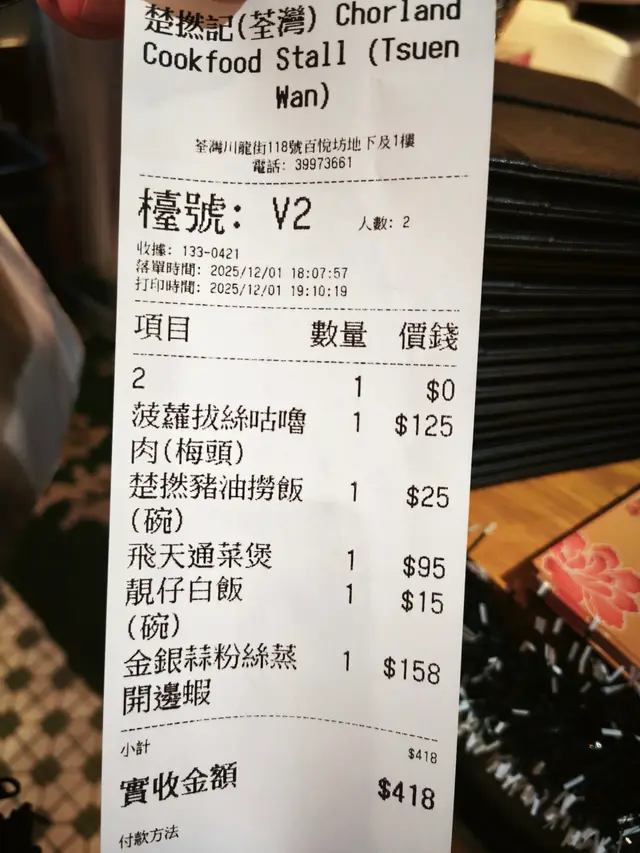 楚撚記(荃灣) Chorland
Cookfood Stall (Tsuen
Wan)
荃灣川龍街118號百悅坊地下及1樓
電話: 39973661
檯號: V2 人數: 2
收據: 133-0421
落單時間: 2025/12/01 18:07:57
打印時間: 2025/12/01 19:10:19
項目 數量 價錢
2 1 $0
菠蘿拔絲咕嚕 1 $125
肉(梅頭)
楚撚豬油撈飯 1 $25
(碗)
飛天通菜煲 1 $95
靚仔白飯 1 $15
(碗)
金銀蒜粉絲蒸 1 $158
開邊蝦
小計 $418
實收金額 $418
付款方法